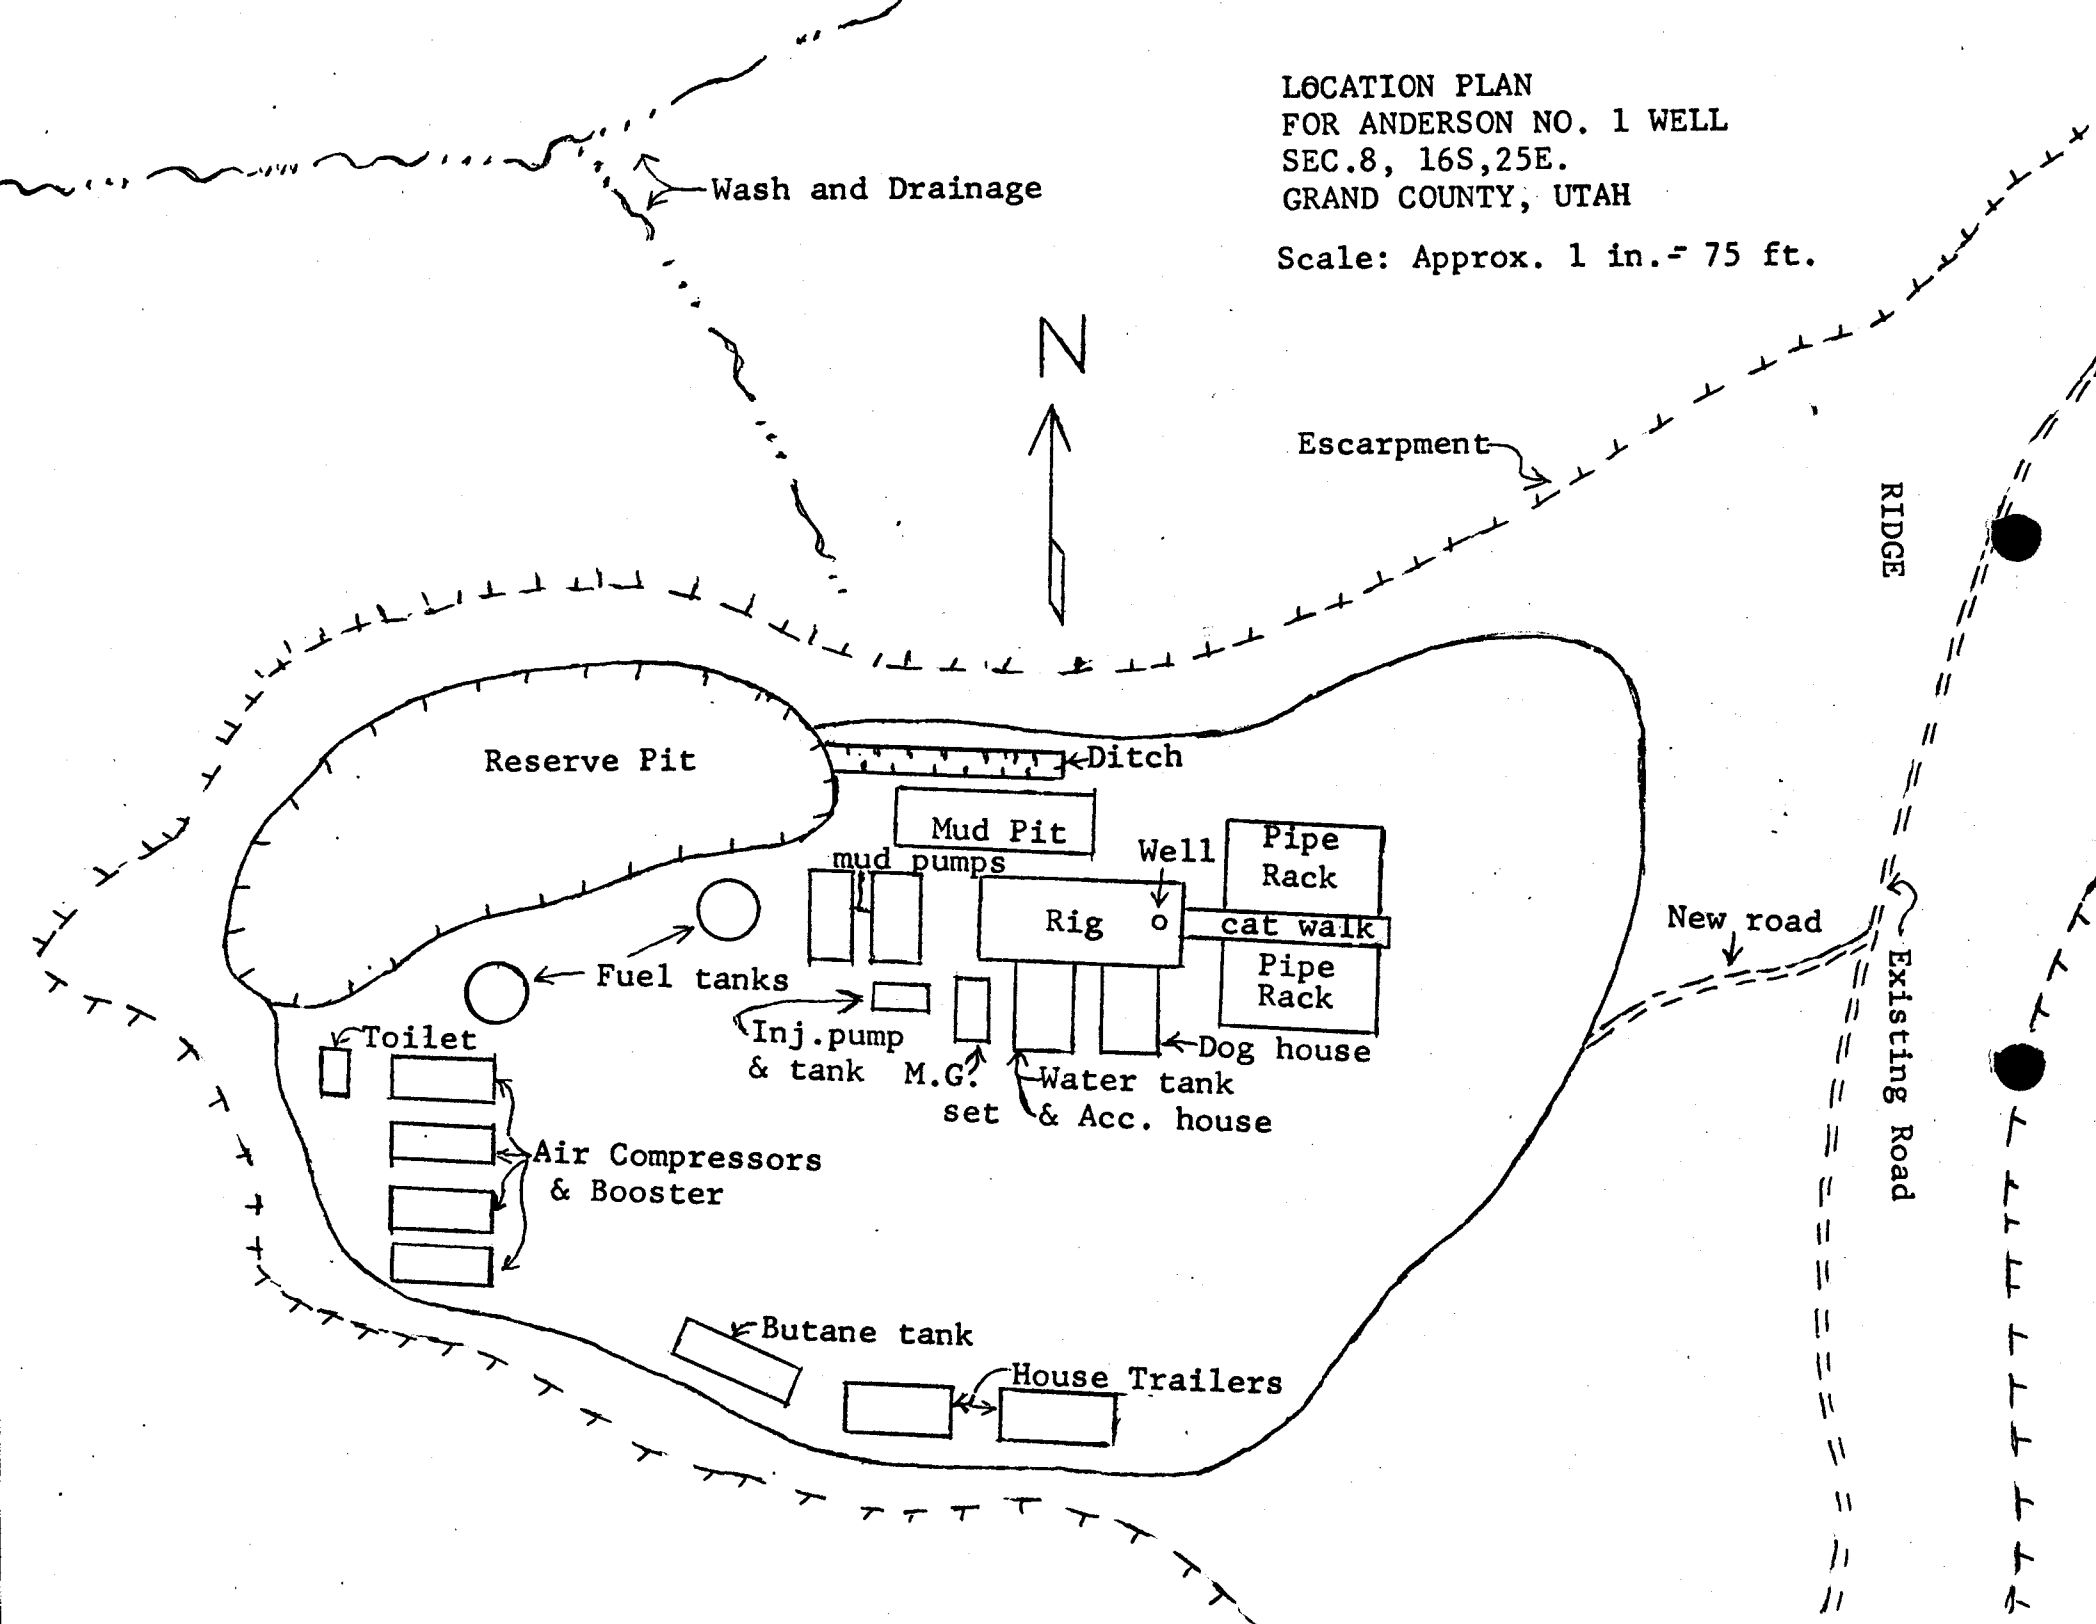 LOCATION PLAN
FOR ANDERSON NO. 1 WELL
SEC.8, 16S,25E.
GRAND COUNTY, UTAH
Scale: Approx. 1 in.= 75 ft.
Wash and Drainage
N
Escarpment
RIDGE
Reserve Pit
Ditch
Mud Pit
mud pumps
Well
Pipe
Rack
Rig
cat walk
Pipe
Rack
New road
Existing Road
Fuel tanks
Toilet
Inj.pump
& tank
M.G.
set
Water tank
& Acc. house
Dog house
Air Compressors
& Booster
Butane tank
House Trailers